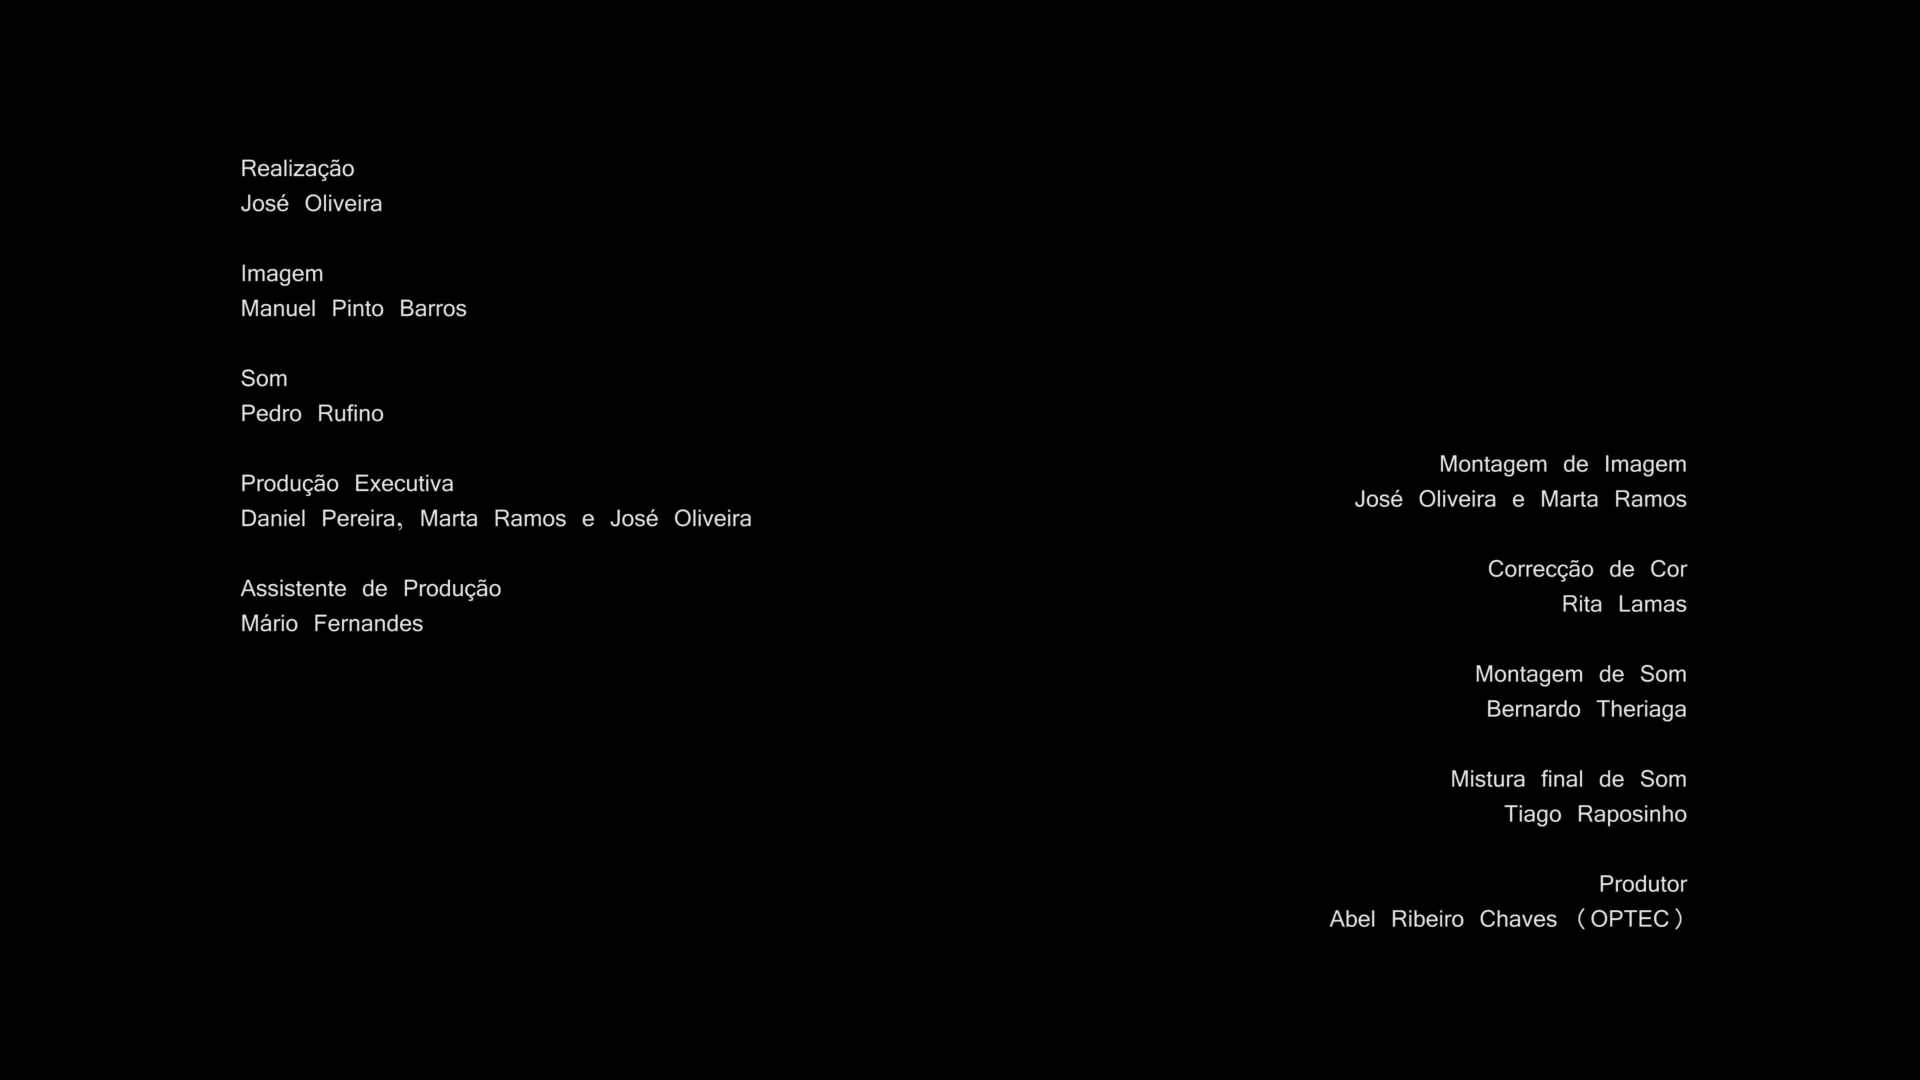 Realização
José Oliveira
Imagem
Manuel Pinto Barros
Som
Pedro Rufino
Produção Executiva
Daniel Pereira, Marta Ramos e José Oliveira
Assistente de Produção
Mário Fernandes
Montagem de Imagem
José Oliveira e Marta Ramos
Correcção de Cor
Rita Lamas
Montagem de Som
Bernardo Theriaga
Mistura final de Som
Tiago Raposinho
Produtor
Abel Ribeiro Chaves (OPTEC)